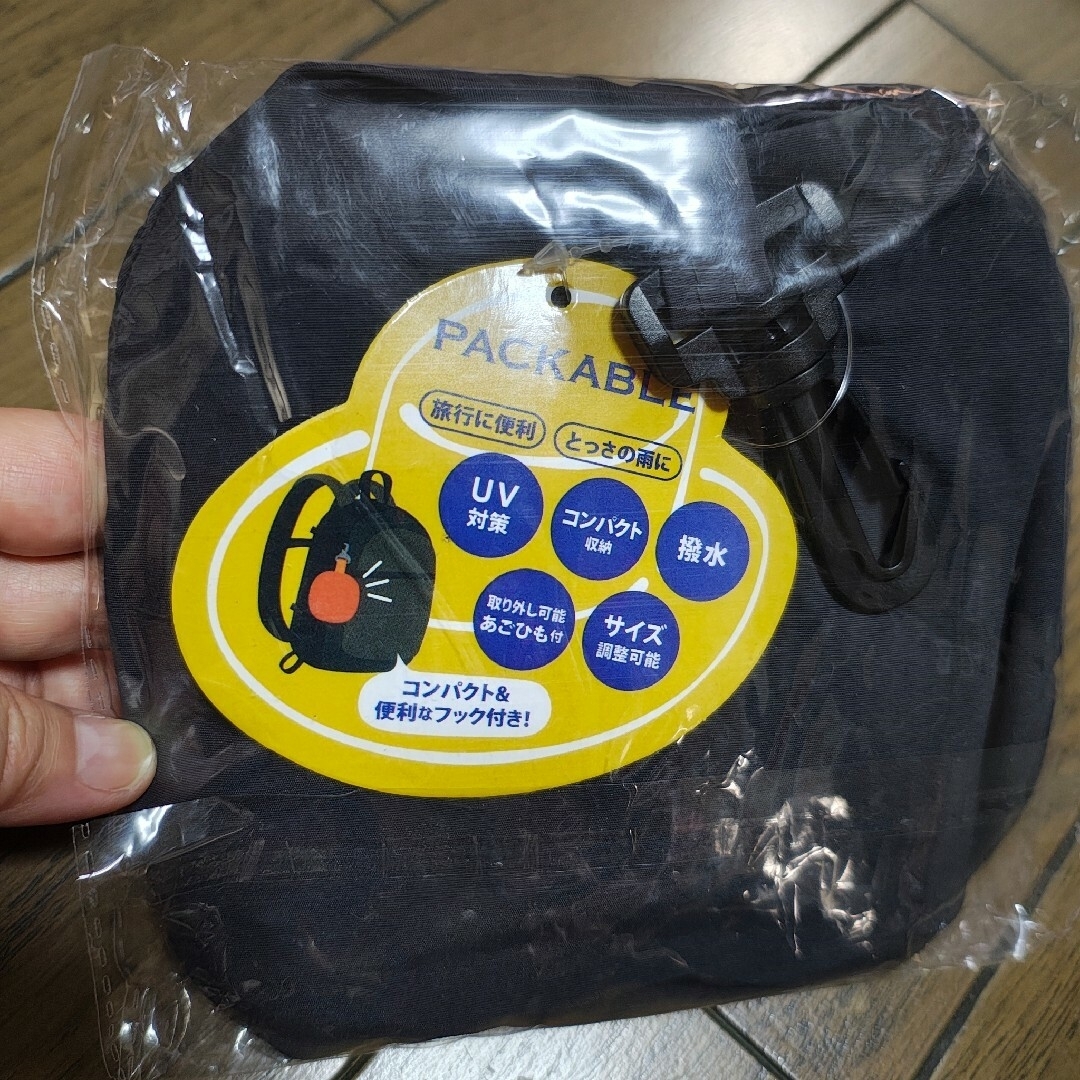 PACKABLE
旅行に便利
とっさの雨に
UV
対策
コンパクト
収納
撥水
取り外し可能
あごひも付
サイズ
調整可能
コンパクト&
便利なフック付き!